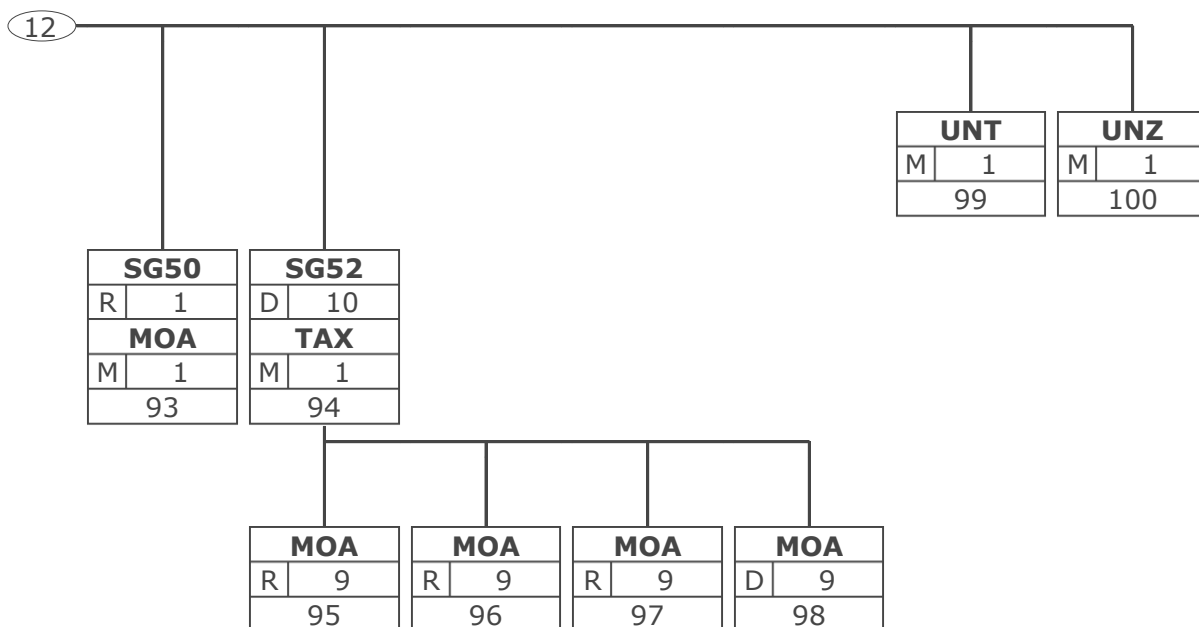 12
UNT
M 1
99
UNZ
M 1
100
SG50
R 1
MOA
M 1
93
SG52
D 10
TAX
M 1
94
MOA
R 9
95
MOA
R 9
96
MOA
R 9
97
MOA
D 9
98